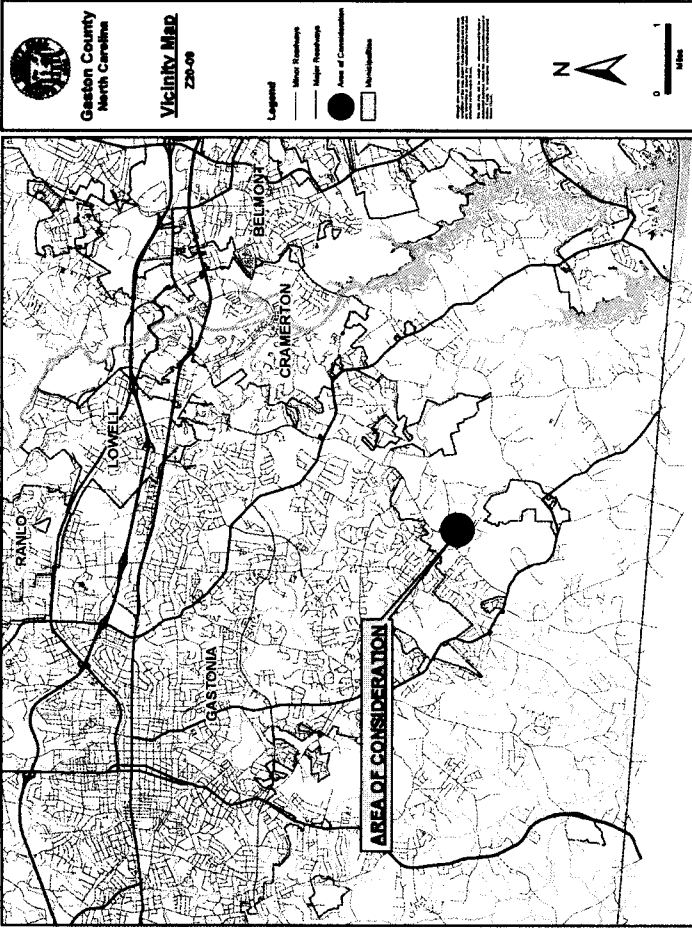 Gaston County
North Carolina
Vicinity Map
Z20-09
Legend
Minor Roadways
Major Roadways
Area of Consideration
Municipalities
N
0 1
Miles
RANLO
LOWELL
BELMONT
CRAMERTON
GASTONIA
AREA OF CONSIDERATION